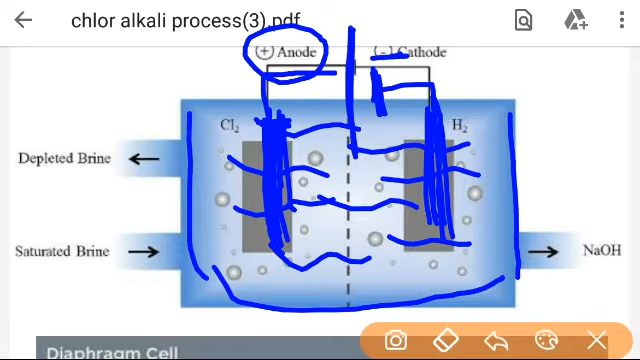 chlor alkali process(3).pdf
(+) Anode
(-) Cathode
Cl₂
H₂
Depleted Brine
Saturated Brine
NaOH
Diaphragm Cell